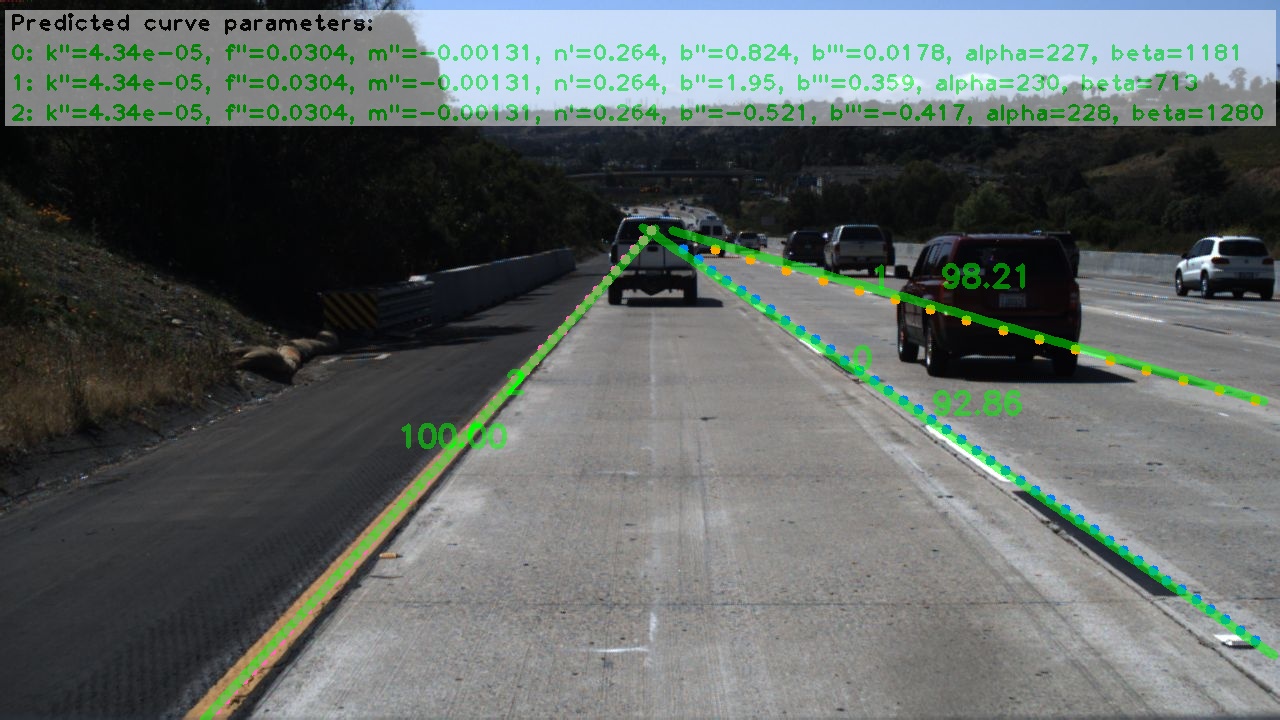 Predicted curve parameters:
0: k''=4.34e-05, f''=0.0304, m''=-0.00131, n'=0.264, b''=0.824, b'''=0.0178, alpha=227, beta=1181
1: k''=4.34e-05, f''=0.0304, m''=-0.00131, n'=0.264, b''=1.95, b'''=0.359, alpha=230, beta=713
2: k''=4.34e-05, f''=0.0304, m''=-0.00131, n'=0.264, b''=-0.521, b'''=-0.417, alpha=228, beta=1280
1 98.21
0
92.86
2
100.00